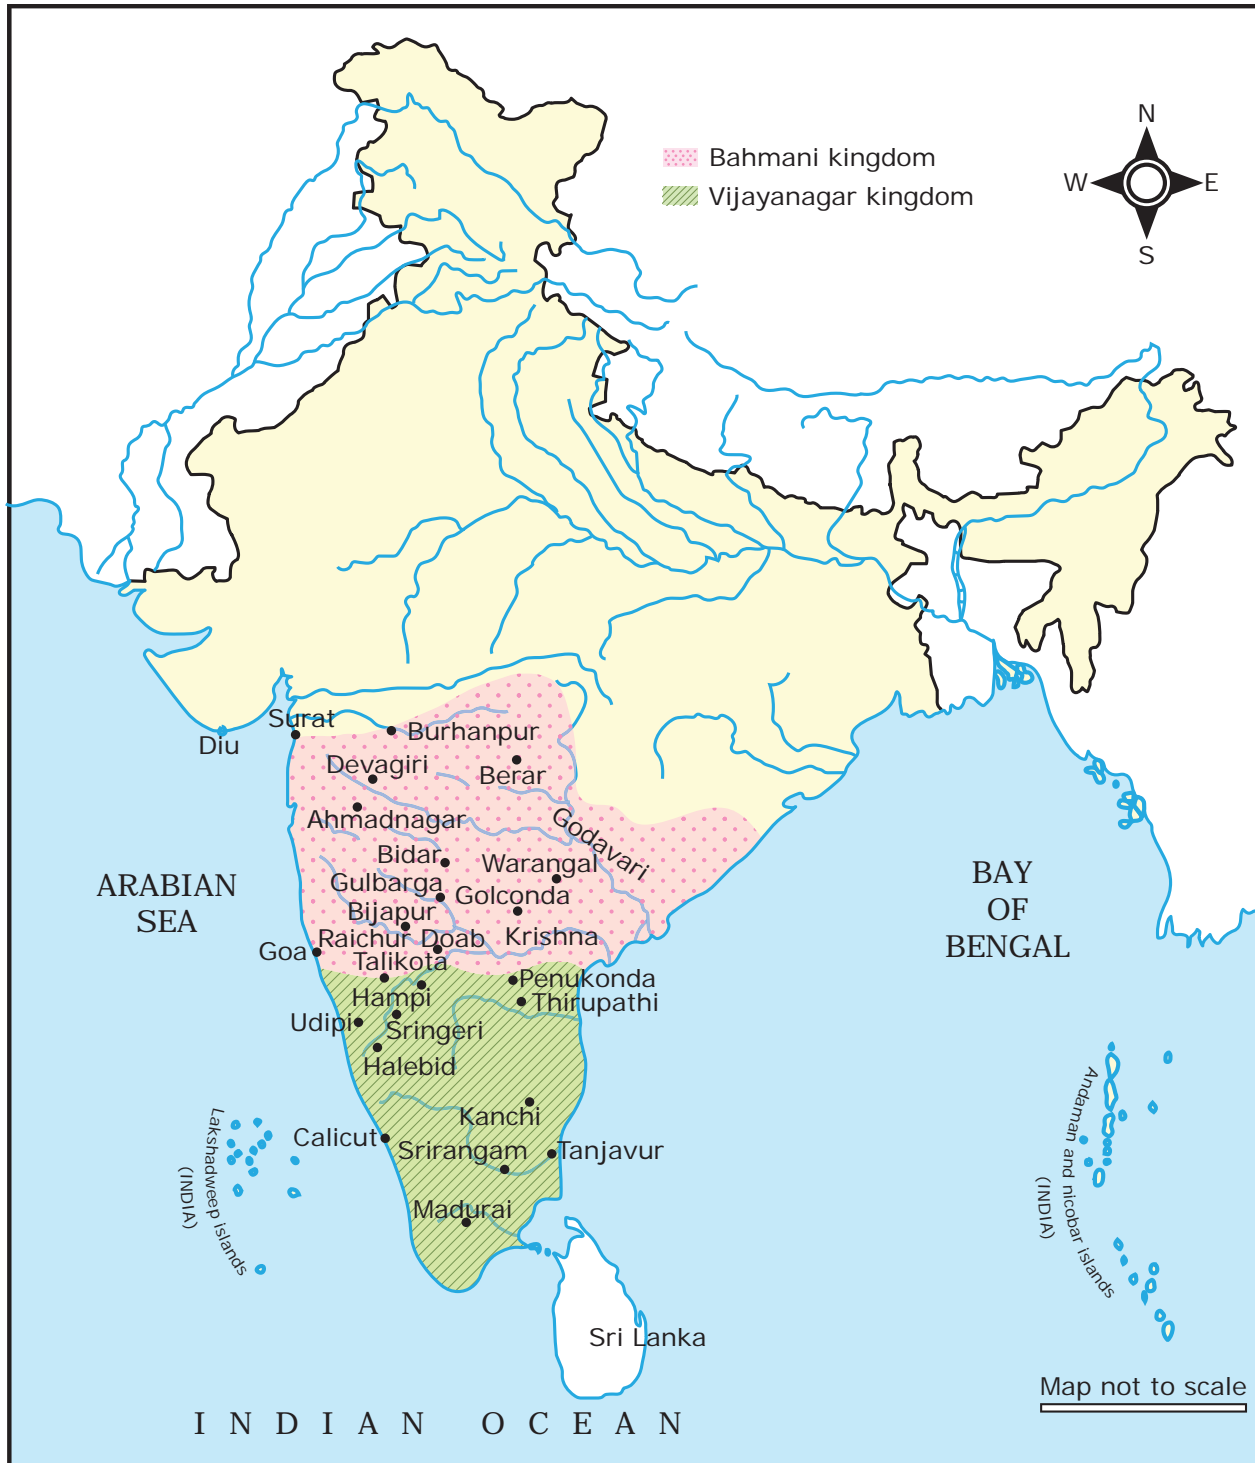 N
W E
S
Bahmani kingdom
Vijayanagar kingdom
Surat
Diu
Burhanpur
Devagiri
Berar
Ahmadnagar
Godavari
Bidar
Warangal
Gulbarga
Golconda
Bijapur
Krishna
Raichur Doab
Goa
Talikota
Penukonda
Hampi
Thirupathi
Udipi
Sringeri
Halebid
Kanchi
Calicut
Srirangam
Tanjavur
Madurai
ARABIAN
SEA
BAY
OF
BENGAL
Lakshadweep islands
(INDIA)
Andaman and nicobar islands
(INDIA)
Sri Lanka
Map not to scale
INDIAN OCEAN